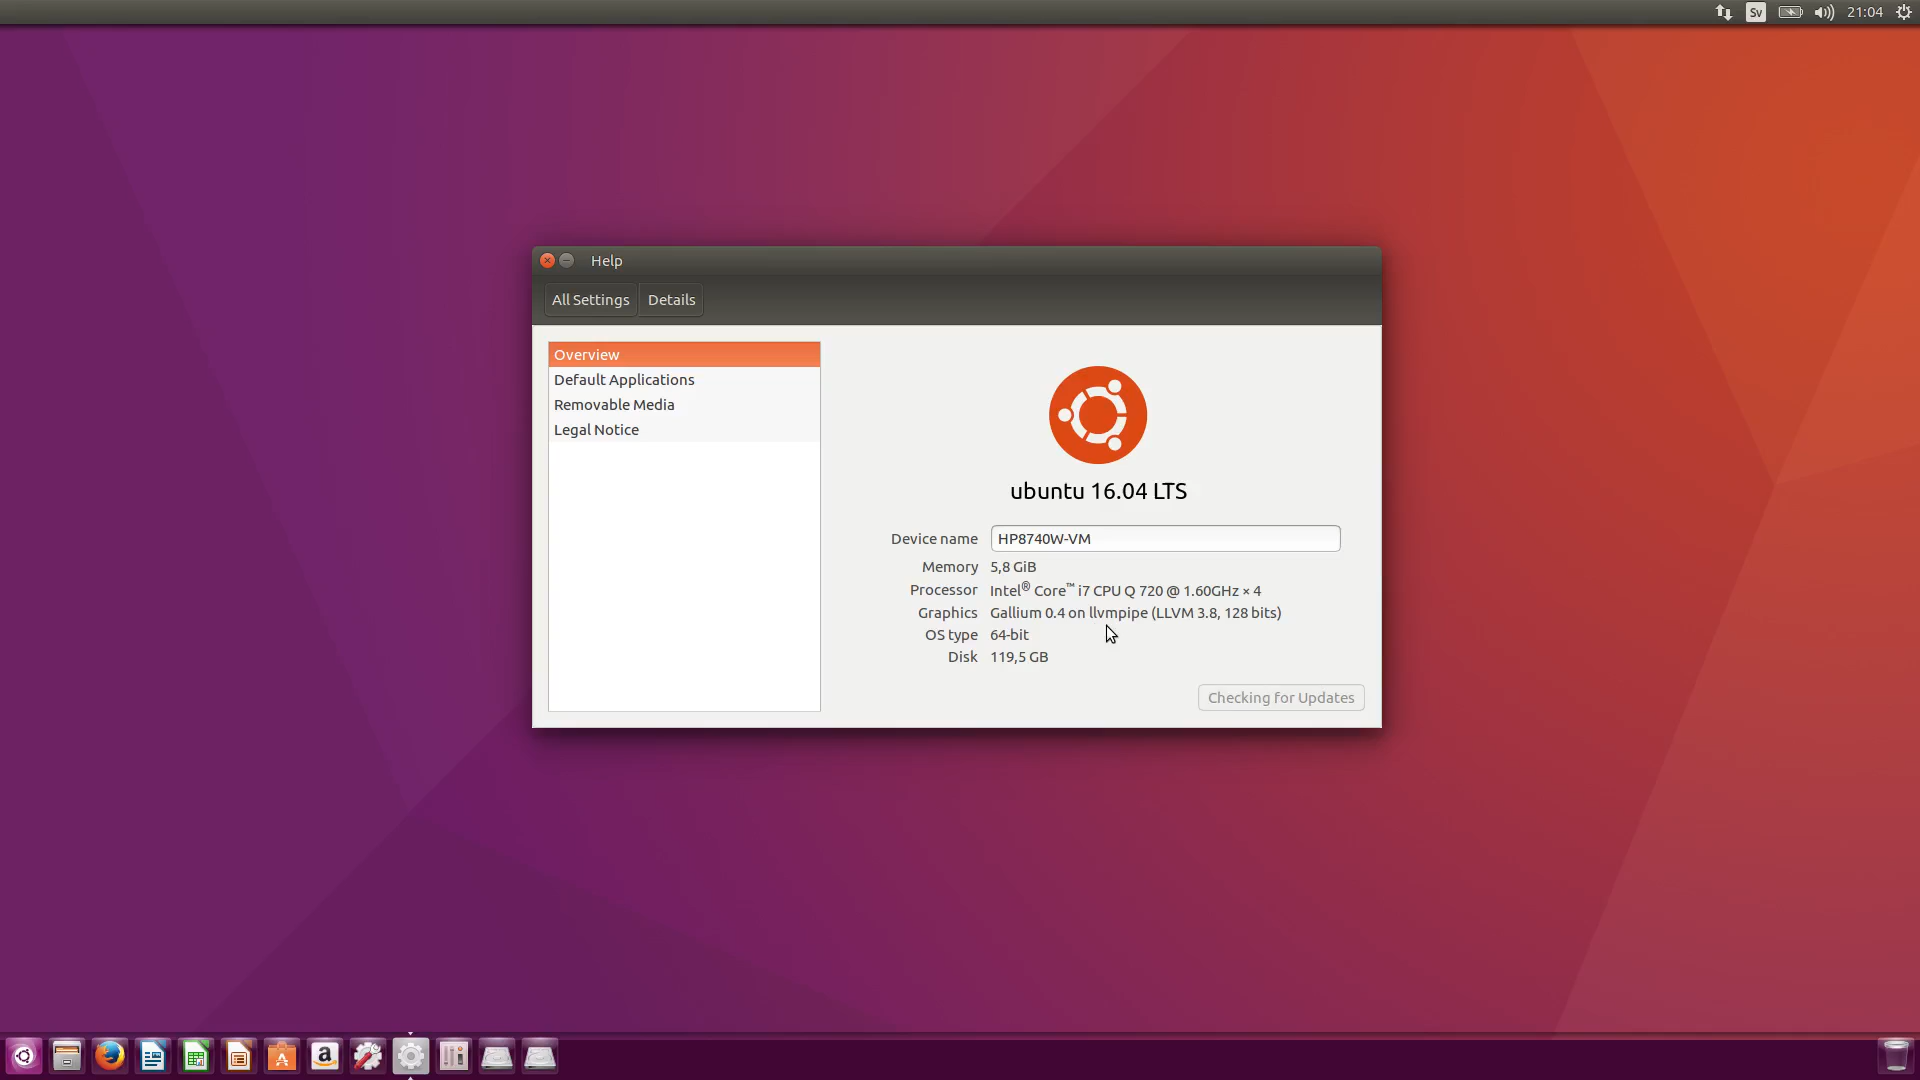 Sv 21:04
Help
All Settings Details
Overview
Default Applications
Removable Media
Legal Notice
ubuntu 16.04 LTS
Device name HP8740W-VM
Memory 5,8 GiB
Processor Intel® Core™ i7 CPU Q 720 @ 1.60GHz × 4
Graphics Gallium 0.4 on llvmpipe (LLVM 3.8, 128 bits)
OS type 64-bit
Disk 119,5 GB
Checking for Updates